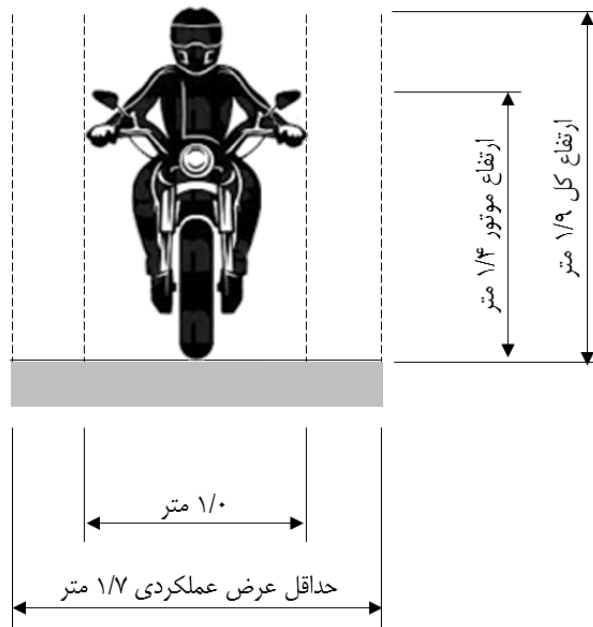 ارتفاع کل ۱/۹ متر
ارتفاع موتور ۱/۴ متر
۱/۰ متر
حداقل عرض عملکردی ۱/۷ متر